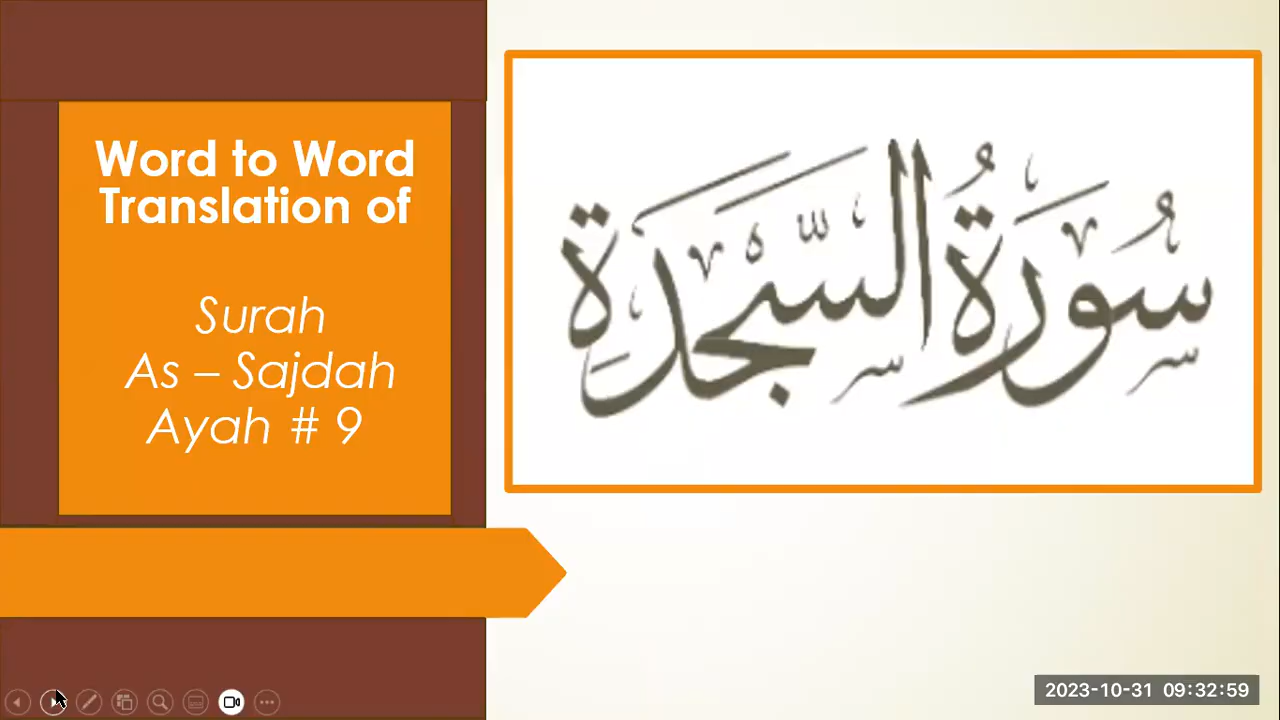 Word to Word
Translation of
Surah
As – Sajdah
Ayah # 9
سُورَةُ السَّجْدَةِ
2023-10-31 09:32:59